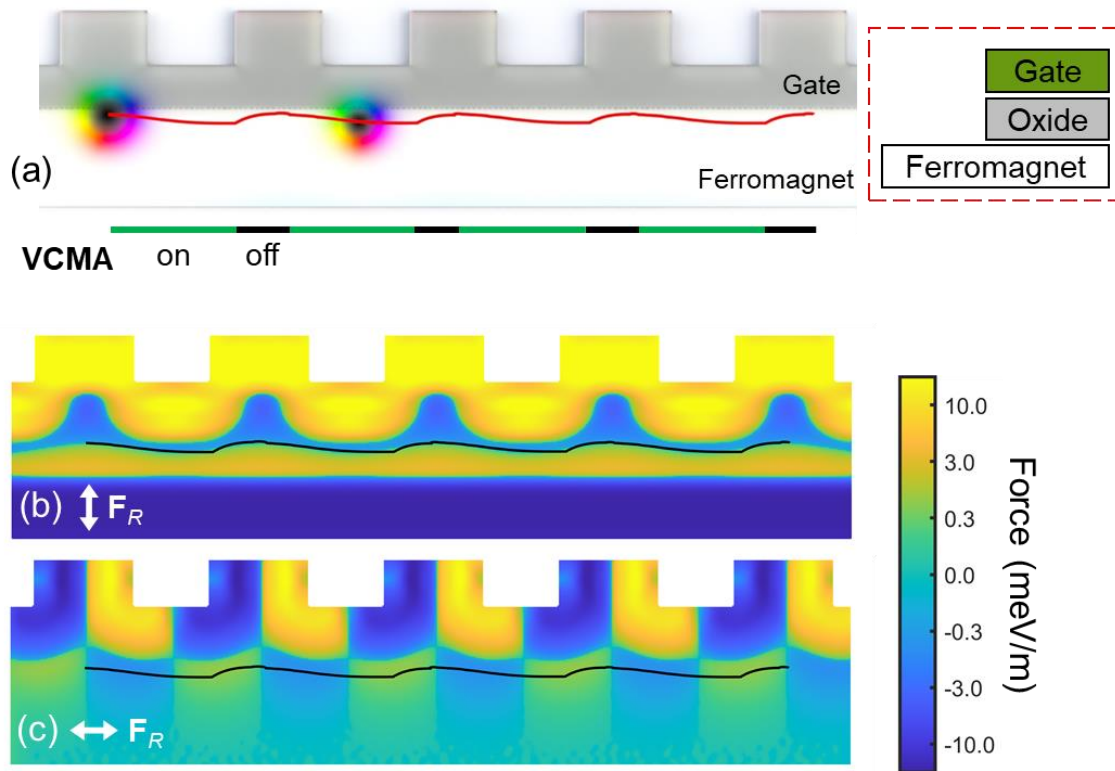 Gate
Ferromagnet
(a)
VCMA on off
Gate
Oxide
Ferromagnet
(b) F_R
(c) F_R
10.0
3.0
0.3
0.0
-0.3
-3.0
-10.0
Force (meV/m)